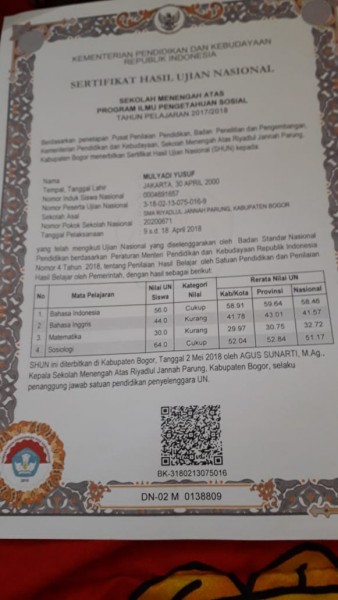 KEMENTERIAN PENDIDIKAN DAN KEBUDAYAAN
REPUBLIK INDONESIA
SERTIFIKAT HASIL UJIAN NASIONAL
SEKOLAH MENENGAH ATAS
PROGRAM ILMU PENGETAHUAN SOSIAL
TAHUN PELAJARAN 2017/2018
Berdasarkan penetapan Pusat Penilaian Pendidikan, Badan Penelitian dan Pengembangan,
Kementerian Pendidikan dan Kebudayaan, Sekolah Menengah Atas Riyadlul Jannah Parung,
Kabupaten Bogor menerbitkan Sertifikat Hasil Ujian Nasional (SHUN) kepada
Nama : MULYADI YUSUF
Tempat, Tanggal Lahir : JAKARTA, 30 APRIL 2000
Nomor Induk Siswa Nasional : 0004691657
Nomor Peserta Ujian Nasional : 3-18-02-13-075-016-9
Sekolah Asal : SMA RIYADLUL JANNAH PARUNG, KABUPATEN BOGOR
Nomor Pokok Sekolah Nasional : 20200671
Tanggal Pelaksanaan : 9 s.d. 18 April 2018
yang telah mengikuti Ujian Nasional yang diselenggarakan oleh Badan Standar Nasional
Pendidikan berdasarkan Peraturan Menteri Pendidikan dan Kebudayaan Republik Indonesia
Nomor 4 Tahun 2018, tentang Penilaian Hasil Belajar oleh Satuan Pendidikan dan Penilaian
Hasil Belajar oleh Pemerintah, dengan hasil sebagai berikut:
No Mata Pelajaran Nilai UN Siswa Kategori Nilai Rerata Nilai UN
Kab/Kota Provinsi Nasional
1 Bahasa Indonesia 56.0 Cukup 58.91 59.64 58.46
2 Bahasa Inggris 44.0 Kurang 41.78 43.01 41.57
3 Matematika 30.0 Kurang 29.97 30.75 32.72
4 Sosiologi 64.0 Cukup 52.04 52.84 51.17
SHUN ini diterbitkan di Kabupaten Bogor, Tanggal 2 Mei 2018 oleh AGUS SUNARTI, M.Ag.,
Kepala Sekolah Menengah Atas Riyadlul Jannah Parung, Kabupaten Bogor, selaku
penanggung jawab satuan pendidikan penyelenggara UN.
BK-3180213075016
DN-02 M 0138809